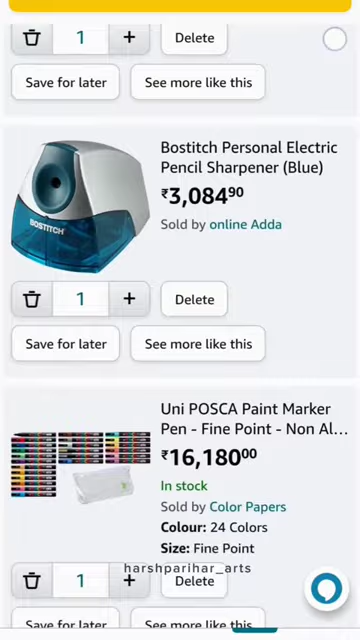 1 + Delete
Save for later See more like this
Bostitch Personal Electric
Pencil Sharpener (Blue)
₹3,084⁹⁰
Sold by online Adda
BOSTITCH
1 + Delete
Save for later See more like this
Uni POSCA Paint Marker
Pen - Fine Point - Non Al...
₹16,180⁰⁰
In stock
Sold by Color Papers
Colour: 24 Colors
Size: Fine Point
harshparihar_arts
1 + Delete
Save for later See more like this